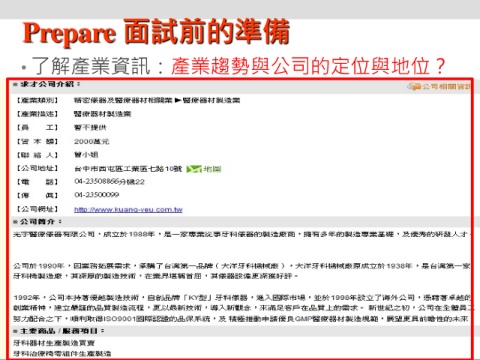 Prepare 面試前的準備
•了解產業資訊：產業趨勢與公司的定位與地位？
■ 求才公司介紹：
公司相關資訊
【產業類別】 精密儀器及醫療器材相關業►醫療器材製造業
【產業描述】 醫療器材製造業
【員 工】 暫不提供
【資 本 額】 2000萬元
【聯 絡 人】 曾小姐
【公司地址】 台中市西屯區工業區七路10號 地圖
【電 話】 04-23508866分機22
【傳 真】 04-23500099
【公司網址】 http://www.kuang-yeu.com.tw
■ 公司簡介：
醫療儀器有限公司，成立於1988年，是一家專業從事牙科儀器的製造廠商，擁有多年的製造專業基礎，及優秀的研發人才，
公司於1990年，因業務拓展需求，承購了台灣第一品牌（大洋牙科機械廠），大洋牙科機械廠原成立於1938年，是台灣第一家
牙科機製造廠，其深厚的製造技術，在業界堪稱首屈，其儀器設備更深獲好評。
1992年，公司本持著優越製造技術，自創品牌「KY型」牙科儀器，進入國際市場，並於1998年設立了海外公司，憑藉著卓越的
創業精神，建立嚴謹的品質製造流程，更以最新技術，導入新觀念，來滿足客戶在品質上的需求。新世紀之初，公司在全體員工
努力配合之下，順利取得ISO9001國際認證的品保系統，及 積極推動申請優良GMP醫療器材製造規範，展望更具前瞻性的未來
■ 主要商品／服務項目：
牙科器材生產製造買賣
牙科治療椅零組件生產製造